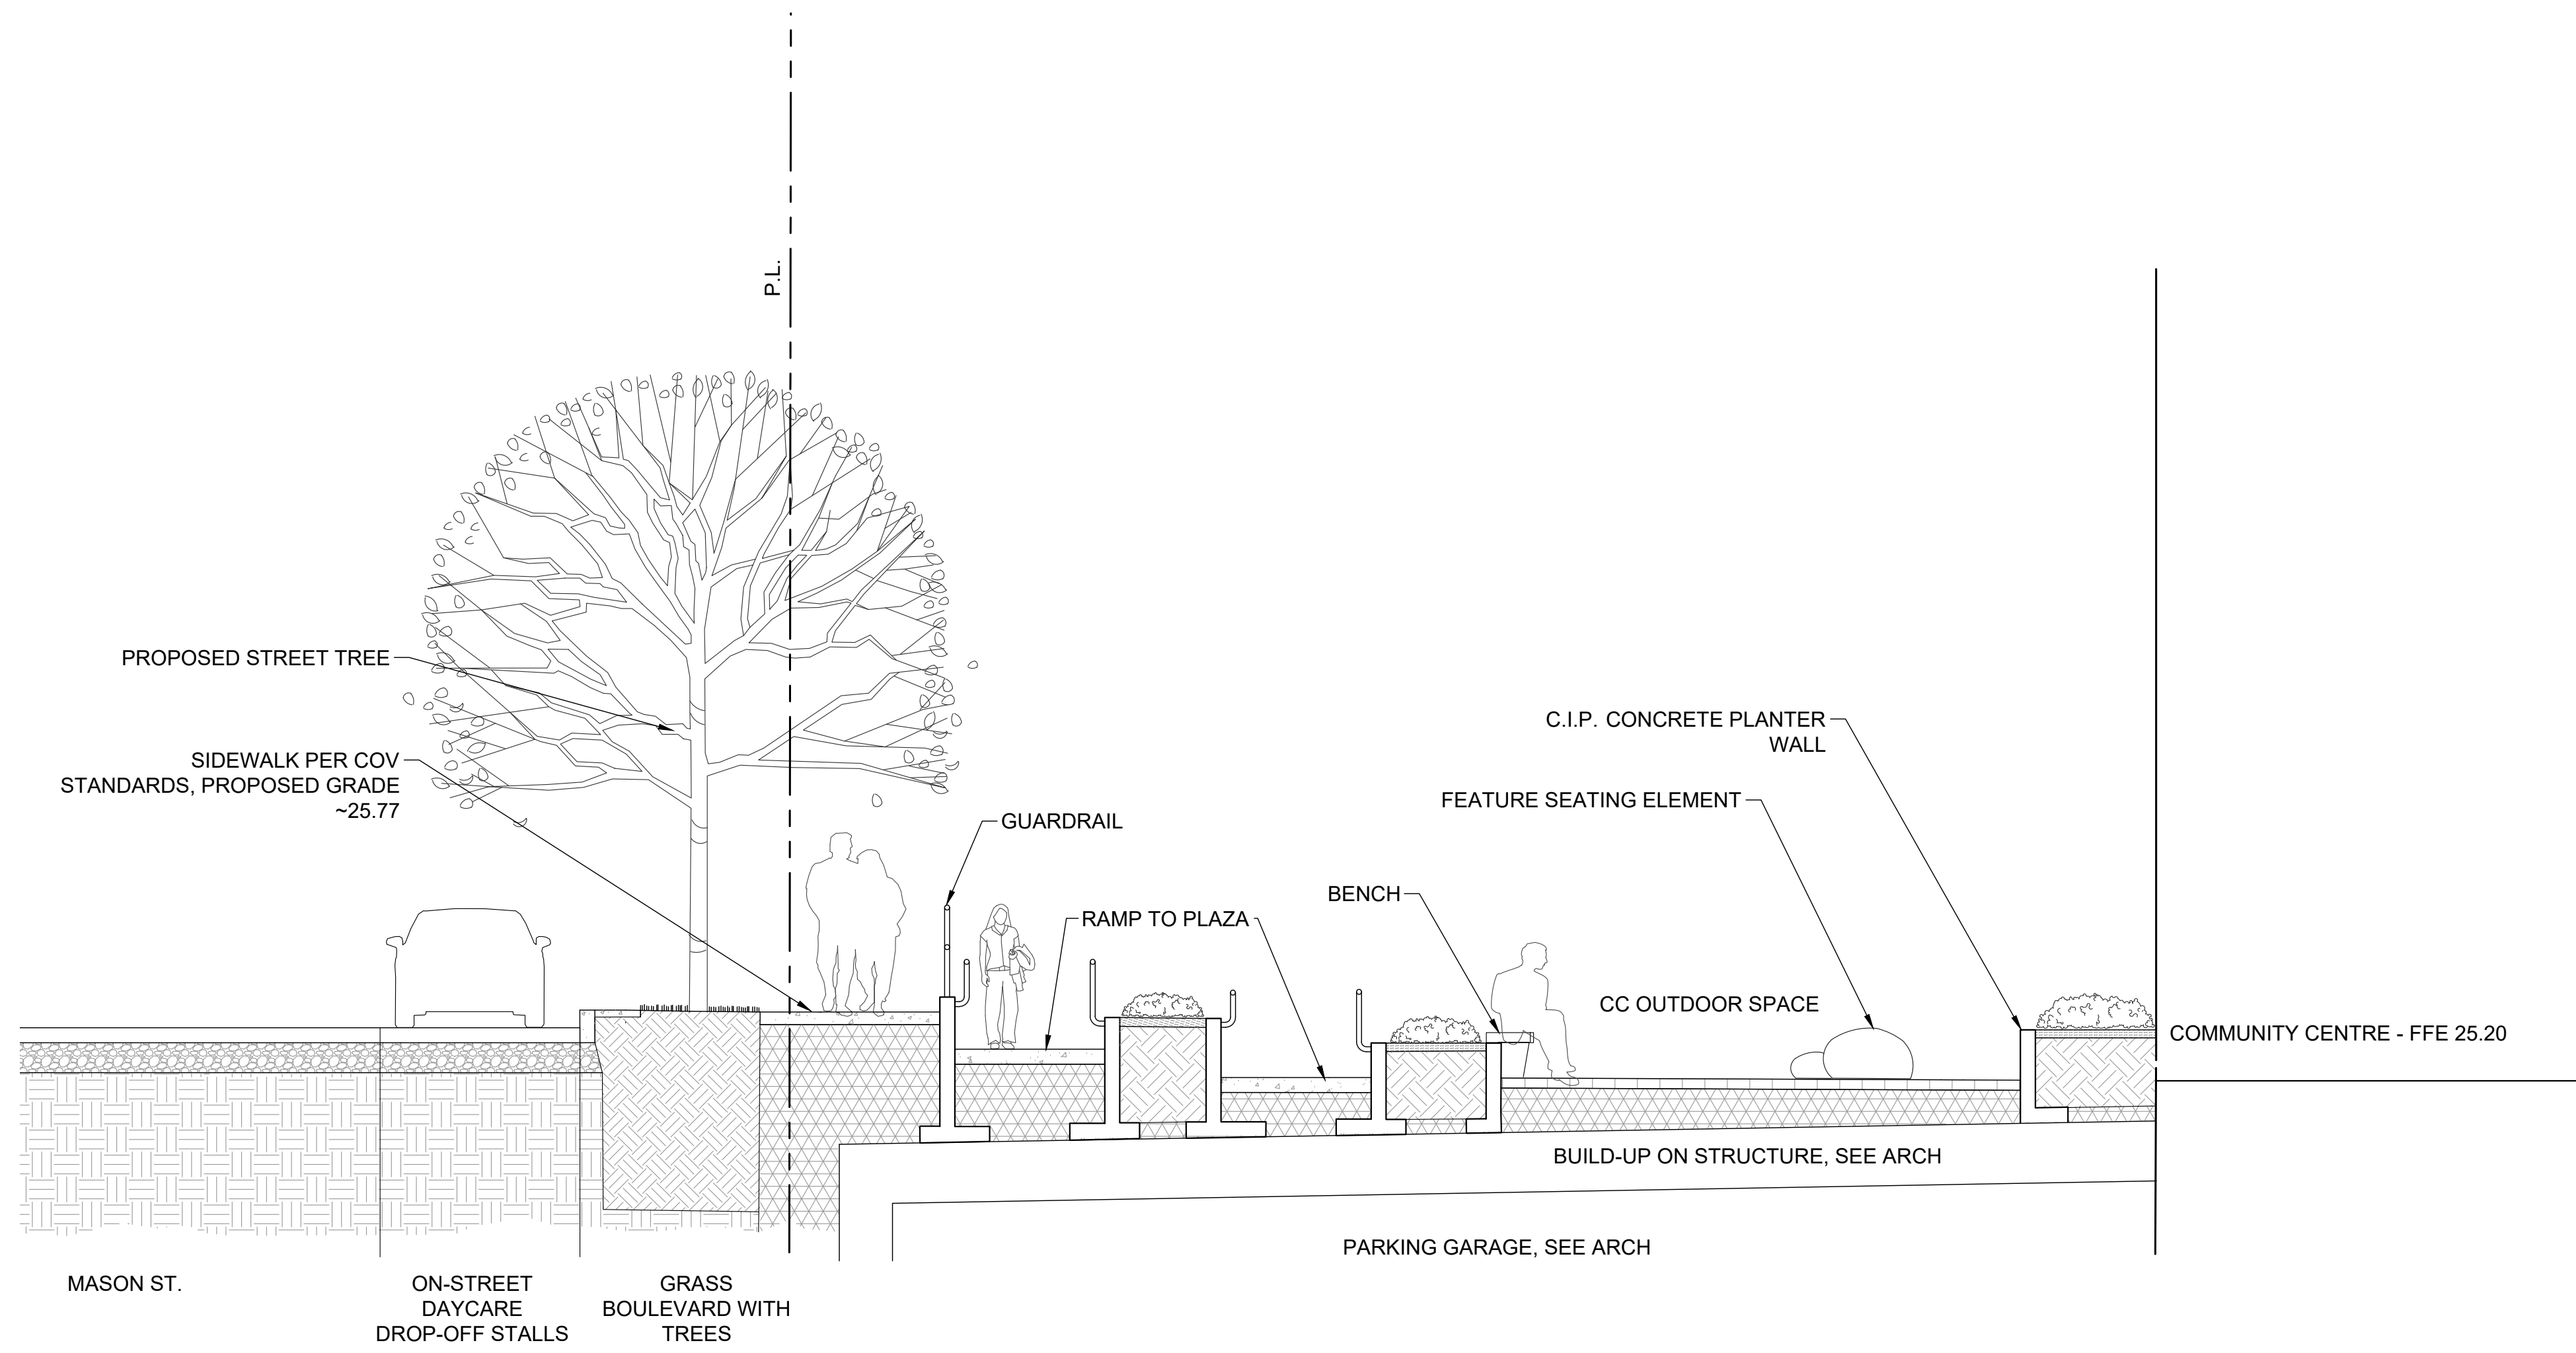 P.L.
PROPOSED STREET TREE
SIDEWALK PER COV
STANDARDS, PROPOSED GRADE
~25.77
GUARDRAIL
RAMP TO PLAZA
BENCH
C.I.P. CONCRETE PLANTER
WALL
FEATURE SEATING ELEMENT
CC OUTDOOR SPACE
COMMUNITY CENTRE - FFE 25.20
BUILD-UP ON STRUCTURE, SEE ARCH
PARKING GARAGE, SEE ARCH
MASON ST.
ON-STREET
DAYCARE
DROP-OFF STALLS
GRASS
BOULEVARD WITH
TREES